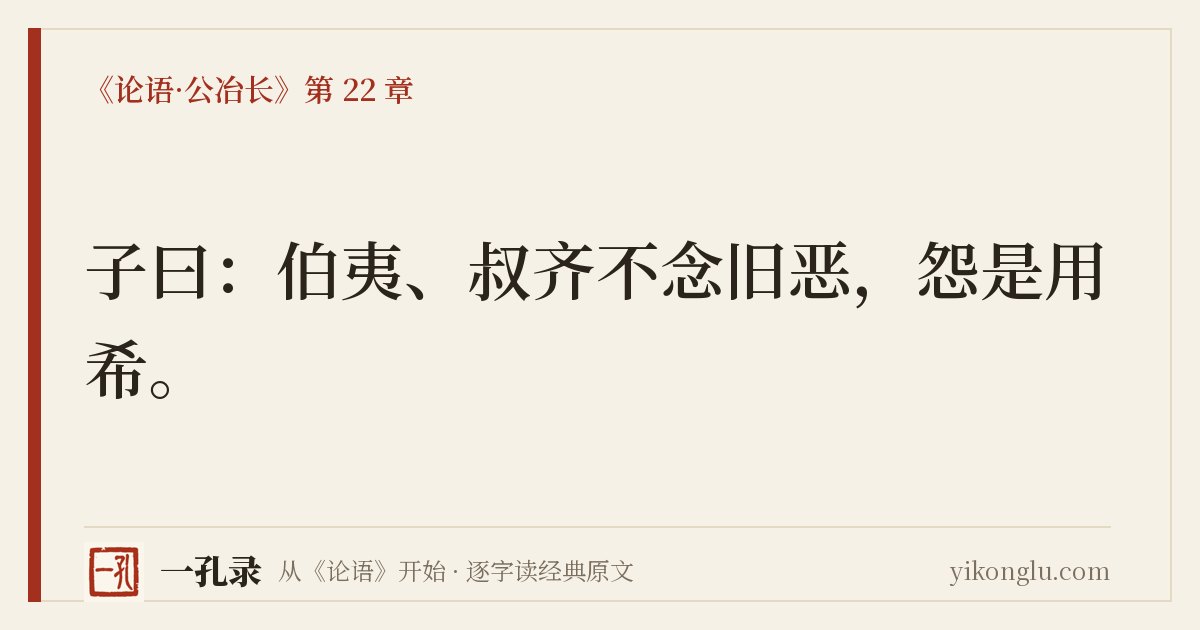 《论语·公冶长》第 22 章
子曰：伯夷、叔齐不念旧恶，怨是用
希。
一孔
一孔录 从《论语》开始 · 逐字读经典原文 yikonglu.com